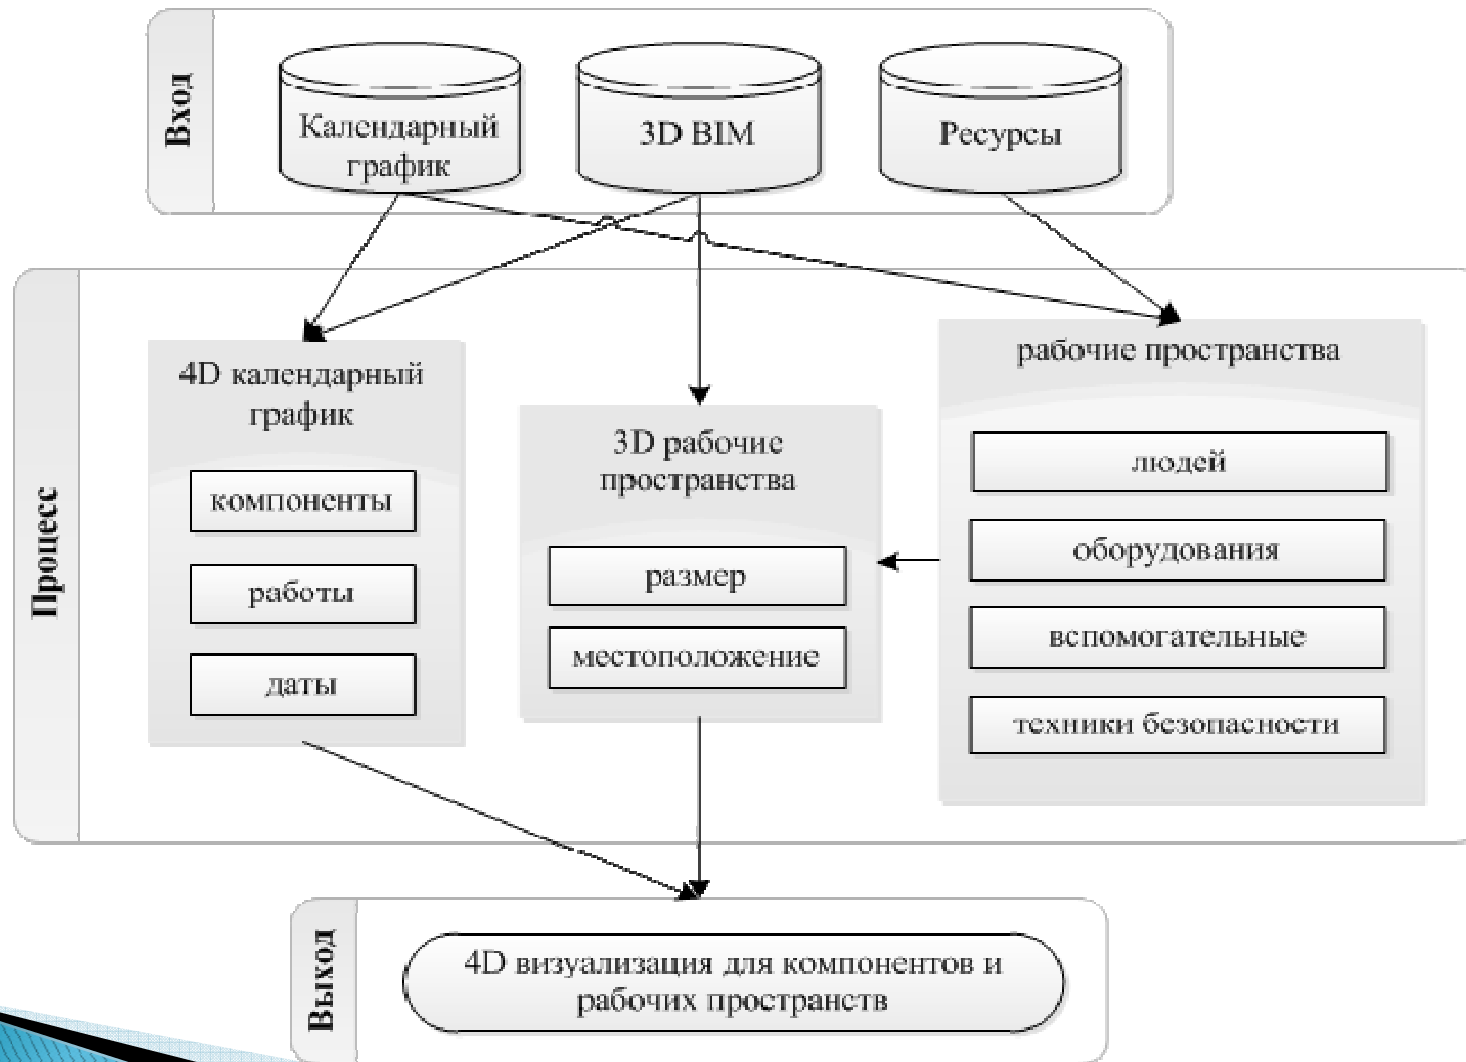 Вход
Календарный
график
3D BIM
Ресурсы
Процесс
4D календарный
график
компоненты
работы
даты
3D рабочие
пространства
размер
местоположение
рабочие пространства
людей
оборудования
вспомогательные
техники безопасности
Выход
4D визуализация для компонентов и
рабочих пространств